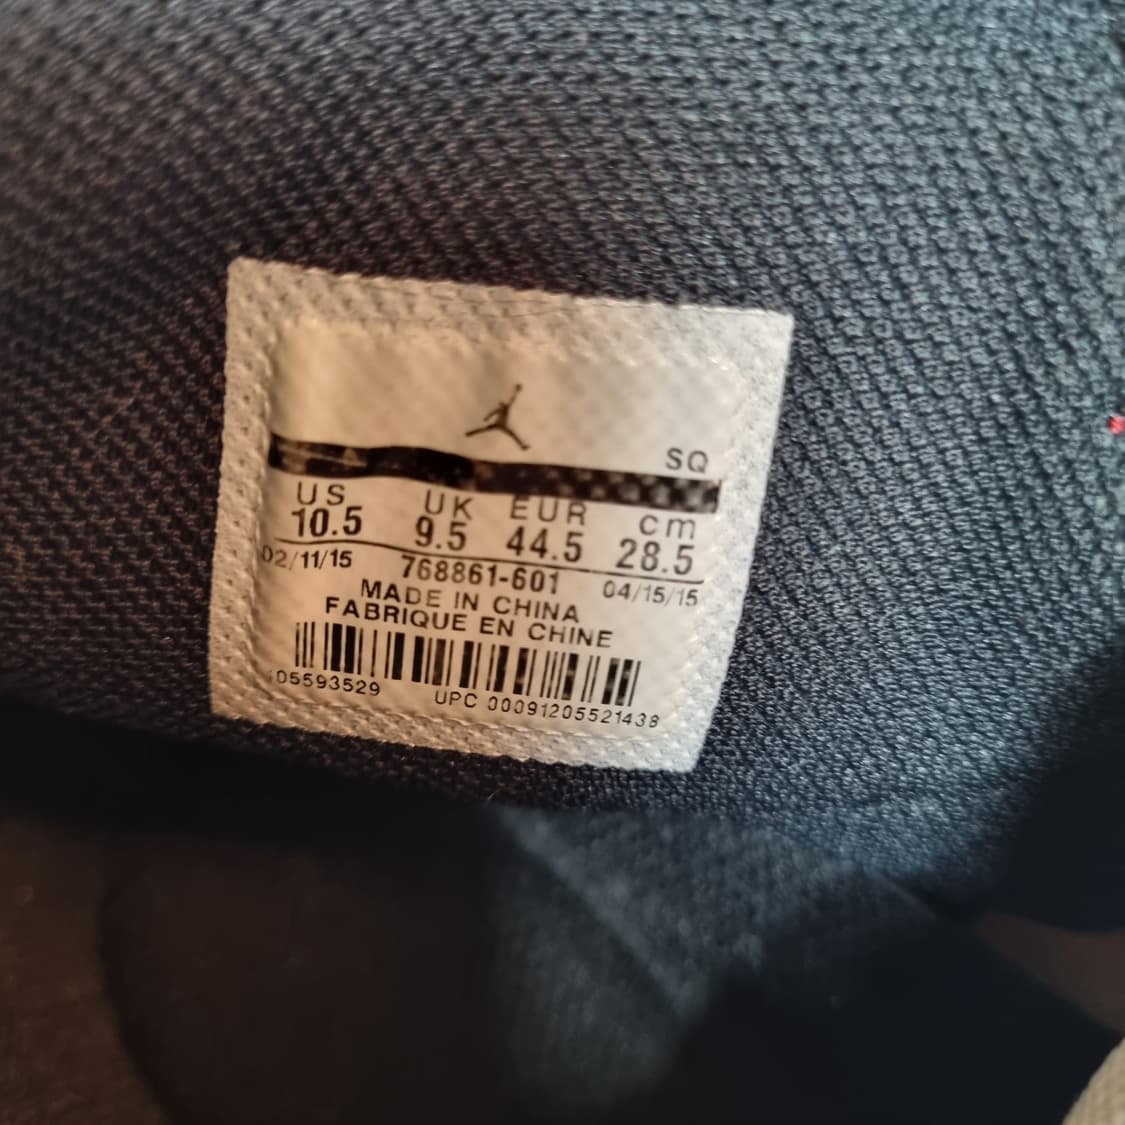 SQ
US UK EUR cm
10.5 9.5 44.5 28.5
02/11/15 768861-601 04/15/15
MADE IN CHINA
FABRIQUE EN CHINE
05593529 UPC 00091205521438